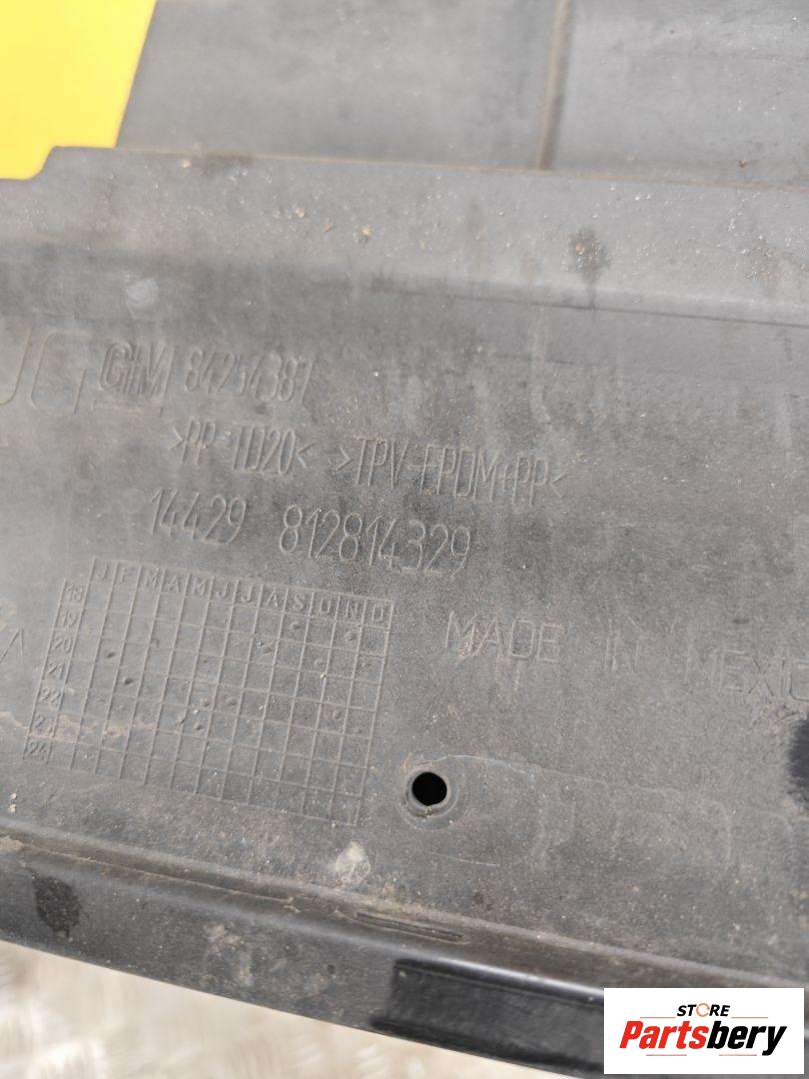 GM 84254387
>PP-TD20< >TPV-EPDM+PP<
14429 812814329
J F M A M J J A S O N D
18
19
20
21
22
23
24
MADE IN MEXIC
STORE
Partsbery